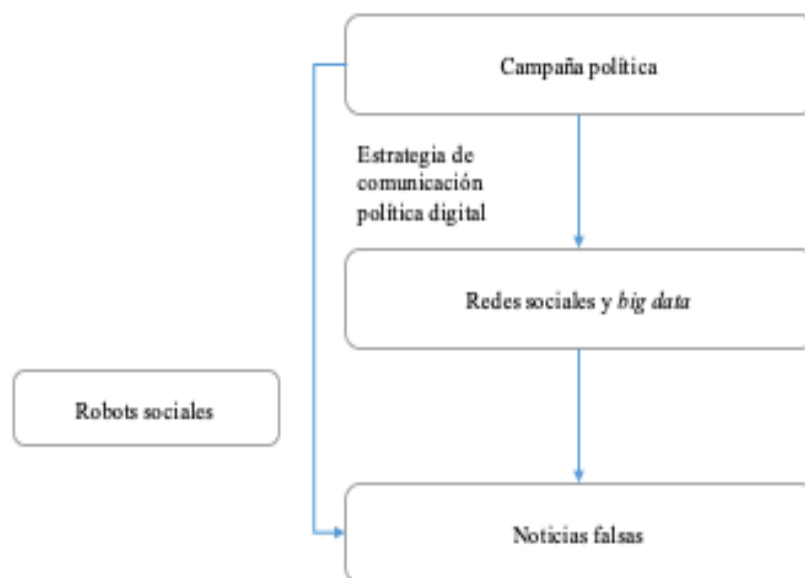 Campaña política
Estrategia de
comunicación
política digital
Redes sociales y big data
Robots sociales
Noticias falsas